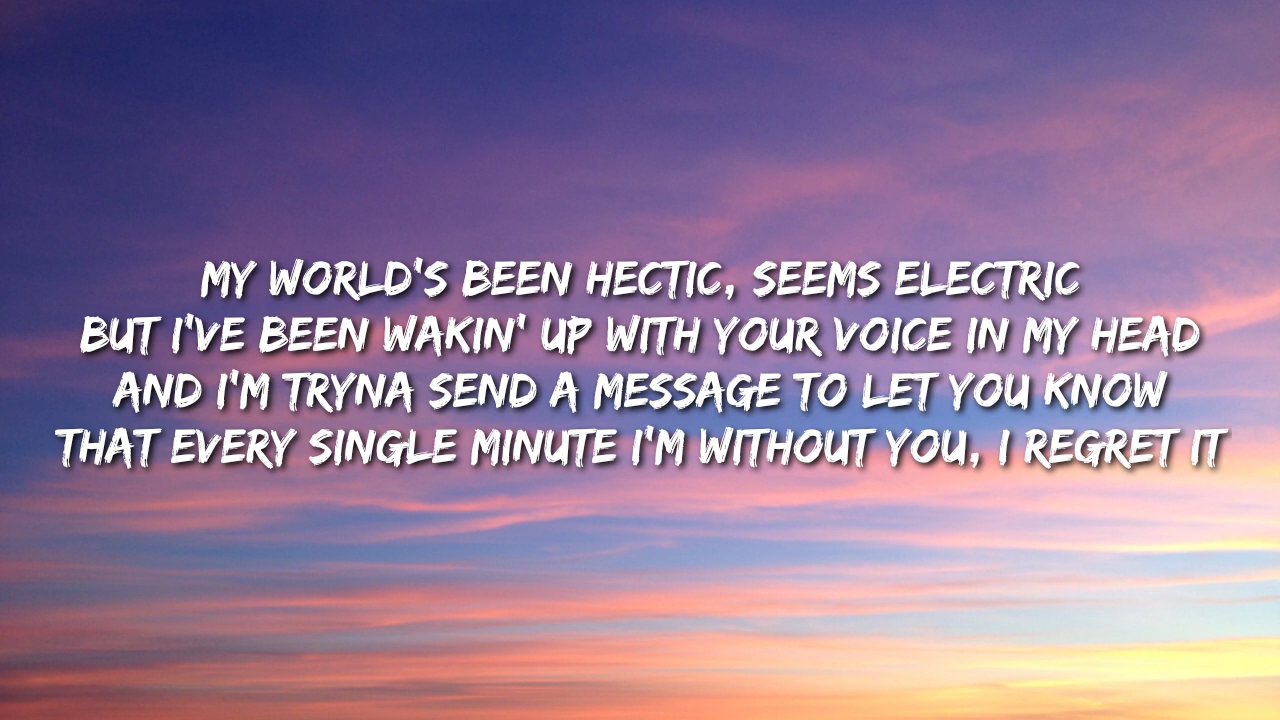 MY WORLD'S BEEN HECTIC, SEEMS ELECTRIC
BUT I'VE BEEN WAKIN' UP WITH YOUR VOICE IN MY HEAD
AND I'M TRYNA SEND A MESSAGE TO LET YOU KNOW
THAT EVERY SINGLE MINUTE I'M WITHOUT YOU, I REGRET IT